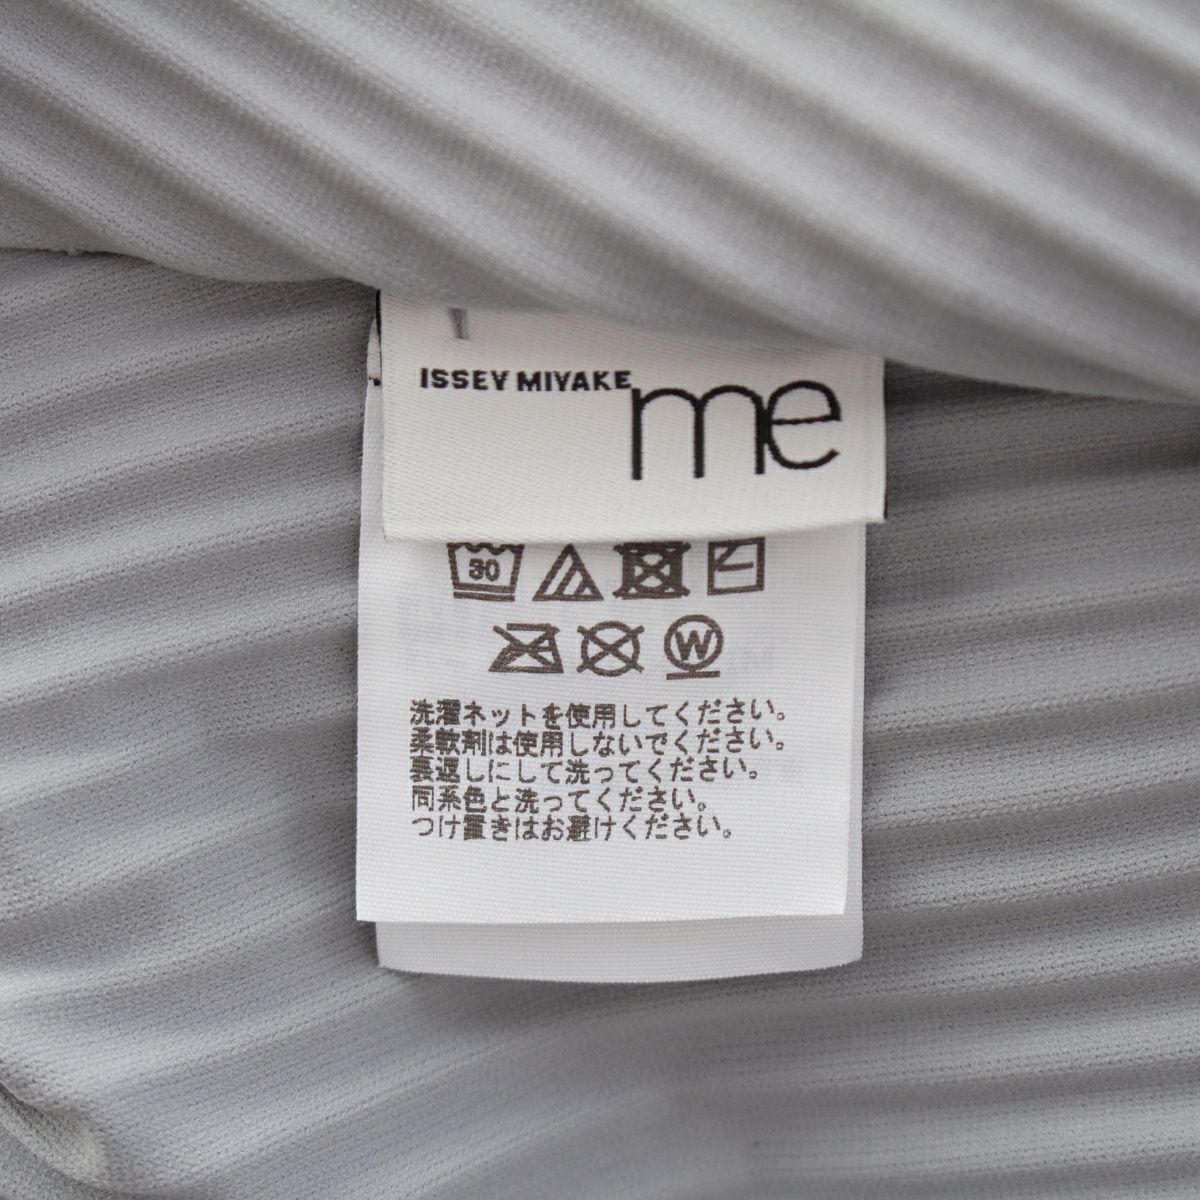 ISSEY MIYAKE me
30
W
洗濯ネットを使用してください。
柔軟剤は使用しないでください。
裏返しにして洗ってください。
同系色と洗ってください。
つけ置きはお避けください。